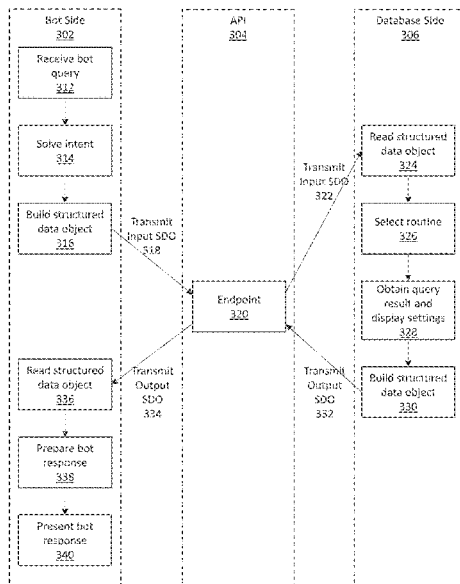 Bot Side
302
API
304
Database Side
306
Receive bot
query
312
Solve intent
314
Build structured
data object
316
Transmit
Input SDO
318
Endpoint
320
Transmit
Input SDO
322
Read structured
data object
324
Select routine
326
Obtain query
result and
display settings
328
Build structured
data object
330
Transmit
Output
SDO
332
Transmit
Output
SDO
334
Read structured
data object
336
Prepare bot
response
338
Present bot
response
340